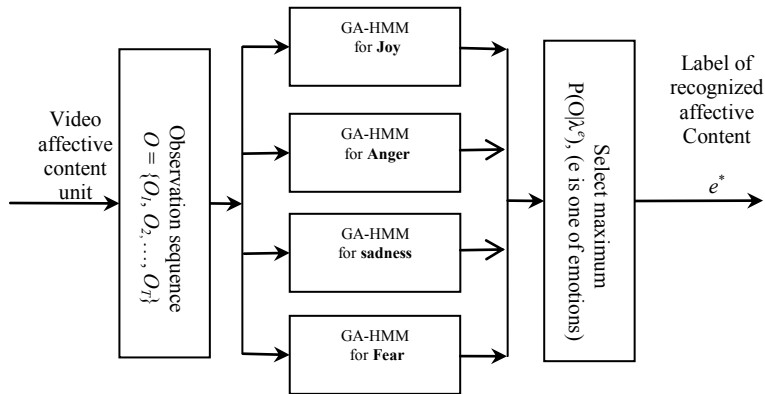 Video
affective
content
unit
Observation sequence
O = {O1, O2,…, OT}
GA-HMM
for Joy
GA-HMM
for Anger
GA-HMM
for sadness
GA-HMM
for Fear
Select maximum
P(O|λe), (e is one of emotions)
Label of
recognized
affective
Content
e*